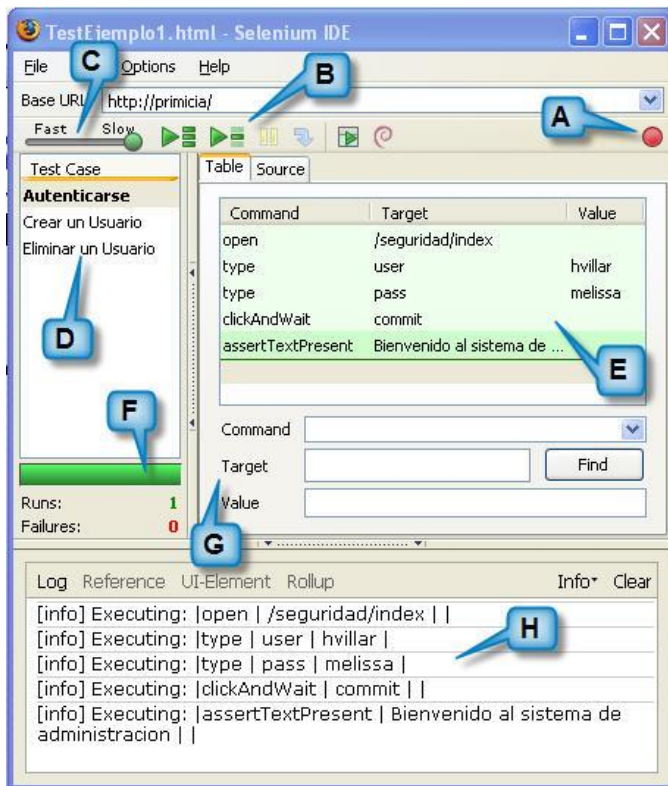 TestEjemplo1.html - Selenium IDE
File C Options Help
B
Base URL http://primicia/
A
Fast Slow
Test Case
Table Source
Autenticarse
Crear un Usuario
Eliminar un Usuario
D
Command Target Value
open /seguridad/index
type user hvillar
type pass melissa
clickAndWait commit
assertTextPresent Bienvenido al sistema de ...
E
F
Command
Target Find
Value
Runs: 1
Failures: 0
G
Log Reference UI-Element Rollup Info Clear
[info] Executing: |open | /seguridad/index | |
[info] Executing: |type | user | hvillar |
H
[info] Executing: |type | pass | melissa |
[info] Executing: |clickAndWait | commit | |
[info] Executing: |assertTextPresent | Bienvenido al sistema de
administracion | |